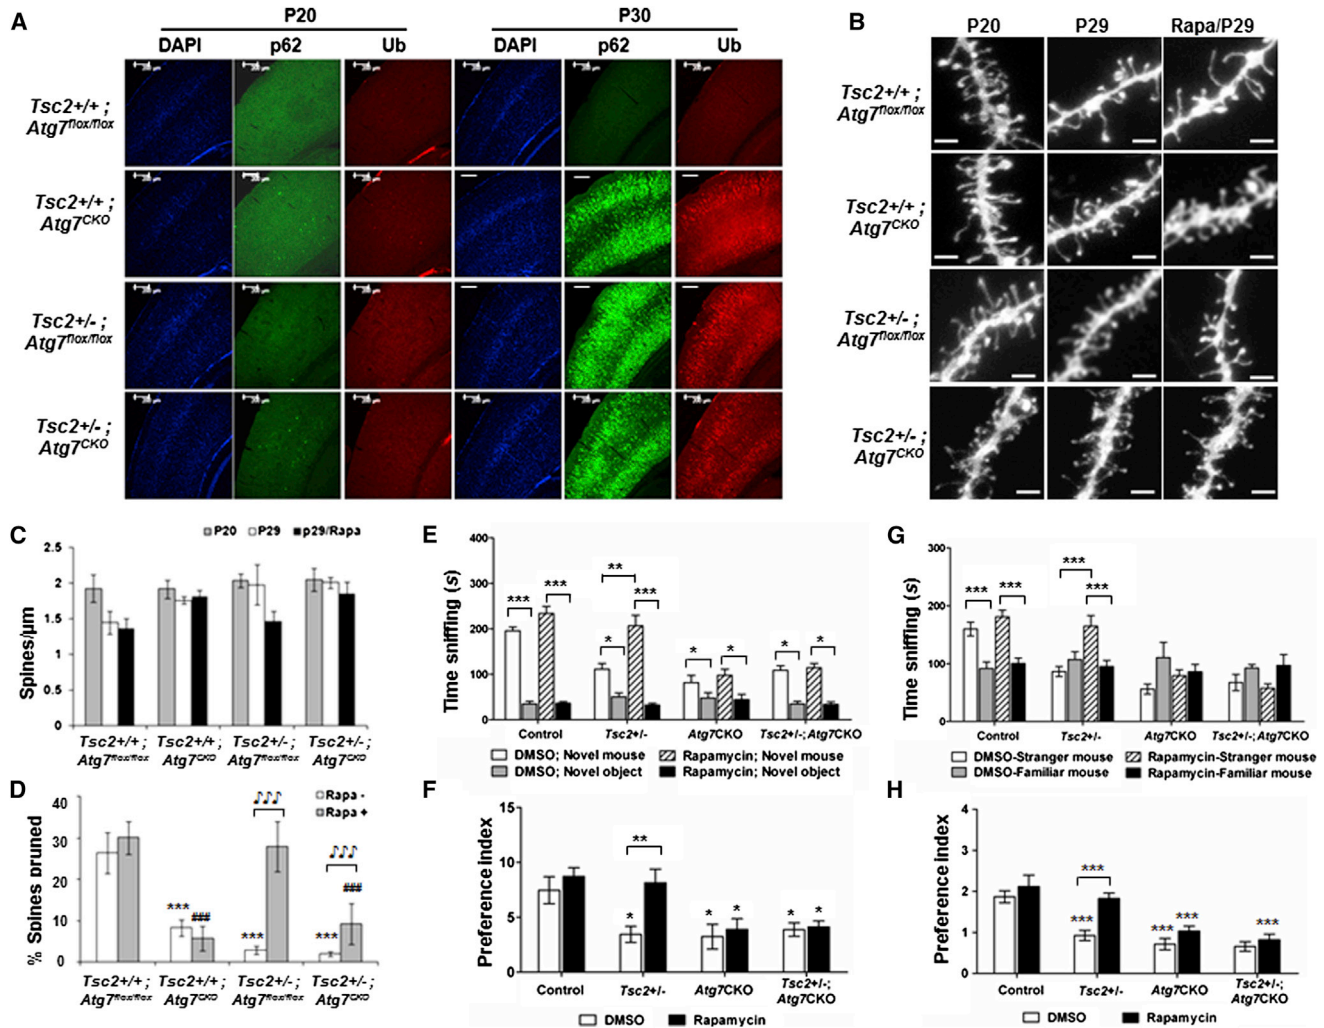 A
P20
P30
DAPI
p62
Ub
DAPI
p62
Ub
Tsc2+/+ ;
Atg7flox/flox
Tsc2+/+ ;
Atg7CKO
Tsc2+/- ;
Atg7flox/flox
Tsc2+/- ;
Atg7CKO
B
P20
P29
Rapa/P29
Tsc2+/+ ;
Atg7flox/flox
Tsc2+/+ ;
Atg7CKO
Tsc2+/- ;
Atg7flox/flox
Tsc2+/- ;
Atg7CKO
C
P20
P29
p29/Rapa
Spines/µm
2.5
2
1.5
1
0.5
0
Tsc2+/+ ;
Atg7flox/flox
Tsc2+/+ ;
Atg7CKO
Tsc2+/- ;
Atg7flox/flox
Tsc2+/- ;
Atg7CKO
D
Rapa -
Rapa +
% Spines pruned
40
30
20
10
0
***
###
***
♪♪♪
***
###
♪♪♪
Tsc2+/+ ;
Atg7flox/flox
Tsc2+/+ ;
Atg7CKO
Tsc2+/- ;
Atg7flox/flox
Tsc2+/- ;
Atg7CKO
E
Time sniffing (s)
400
300
200
100
0
***
***
*
**
***
*
*
*
*
Control
Tsc2+/-
Atg7CKO
Tsc2+/-; Atg7CKO
DMSO; Novel mouse
Rapamycin; Novel mouse
DMSO; Novel object
Rapamycin; Novel object
F
Preference index
15
10
5
0
*
**
*
*
*
*
Control
Tsc2+/-
Atg7CKO
Tsc2+/-;
Atg7CKO
DMSO
Rapamycin
G
Time sniffing (s)
300
200
100
0
***
***
***
***
Control
Tsc2+/-
Atg7CKO
Tsc2+/-; Atg7CKO
DMSO-Stranger mouse
Rapamycin-Stranger mouse
DMSO-Familiar mouse
Rapamycin-Familiar mouse
H
Preference index
4
3
2
1
0
***
***
***
***
***
Control
Tsc2+/-
Atg7CKO
Tsc2+/-;
Atg7CKO
DMSO
Rapamycin